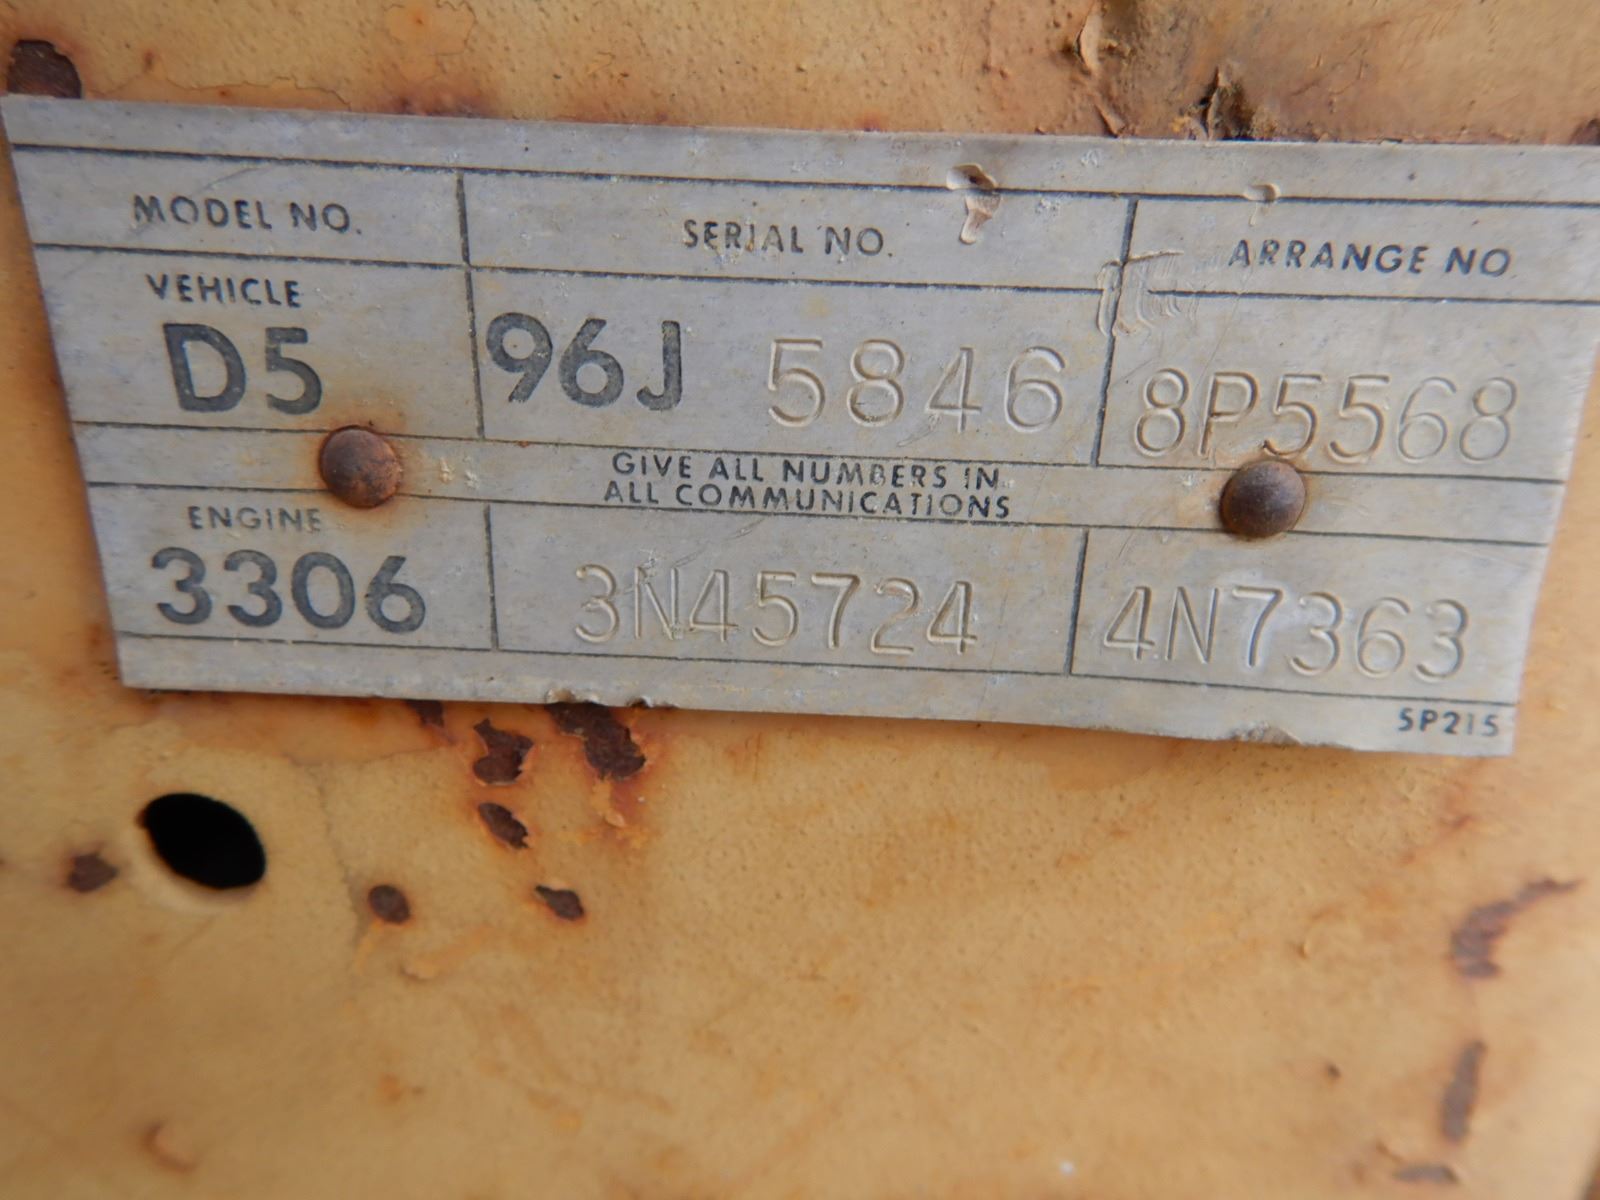 MODEL NO. SERIAL NO. ARRANGE NO
VEHICLE
D5 96J 5846 8P5568
GIVE ALL NUMBERS IN
ALL COMMUNICATIONS
ENGINE
3306 3N45724 4N7363
5P215